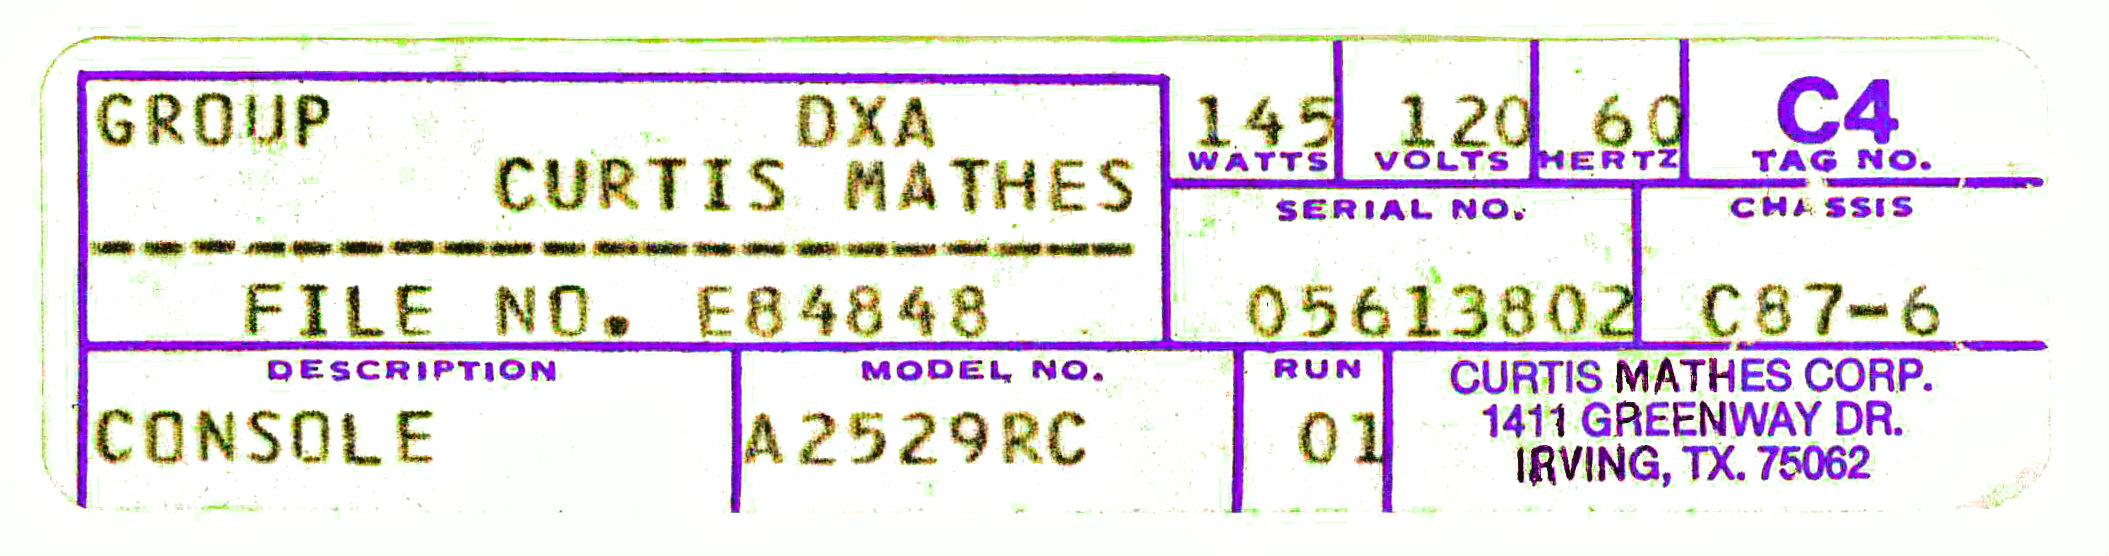 GROUP DXA
CURTIS MATHES
---------------------
FILE NO. E84848
145 WATTS
120 VOLTS
60 HERTZ
C4 TAG NO.
SERIAL NO.
05613802
CHASSIS
C87-6
DESCRIPTION
CONSOLE
MODEL NO.
A2529RC
RUN
01
CURTIS MATHES CORP.
1411 GREENWAY DR.
IRVING, TX. 75062